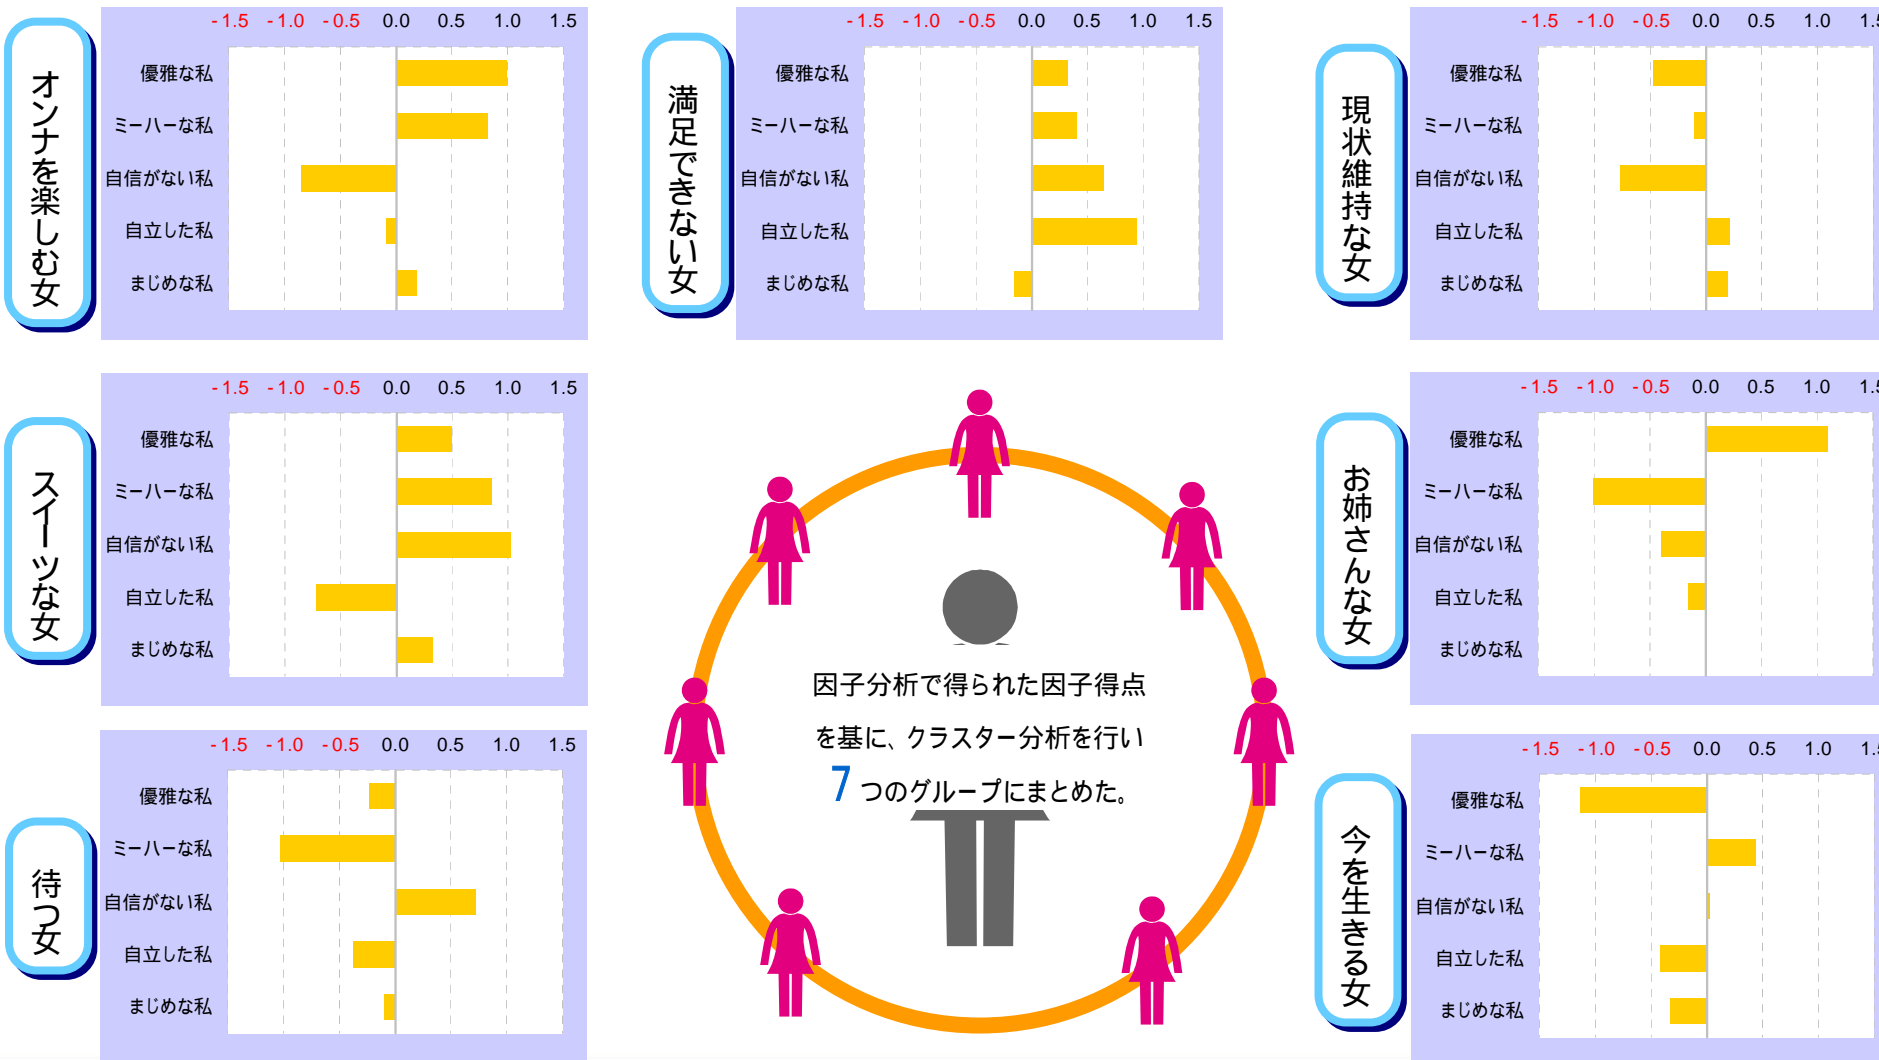 オンナを楽しむ女
-1.5 -1.0 -0.5 0.0 0.5 1.0 1.5
優雅な私
ミーハーな私
自信がない私
自立した私
まじめな私
満足できない女
-1.5 -1.0 -0.5 0.0 0.5 1.0 1.5
優雅な私
ミーハーな私
自信がない私
自立した私
まじめな私
現状維持な女
-1.5 -1.0 -0.5 0.0 0.5 1.0 1.5
優雅な私
ミーハーな私
自信がない私
自立した私
まじめな私
スイーツな女
-1.5 -1.0 -0.5 0.0 0.5 1.0 1.5
優雅な私
ミーハーな私
自信がない私
自立した私
まじめな私
因子分析で得られた因子得点
を基に、クラスター分析を行い
7つのグループにまとめた。
お姉さんな女
-1.5 -1.0 -0.5 0.0 0.5 1.0 1.5
優雅な私
ミーハーな私
自信がない私
自立した私
まじめな私
待つ女
-1.5 -1.0 -0.5 0.0 0.5 1.0 1.5
優雅な私
ミーハーな私
自信がない私
自立した私
まじめな私
今を生きる女
-1.5 -1.0 -0.5 0.0 0.5 1.0 1.5
優雅な私
ミーハーな私
自信がない私
自立した私
まじめな私